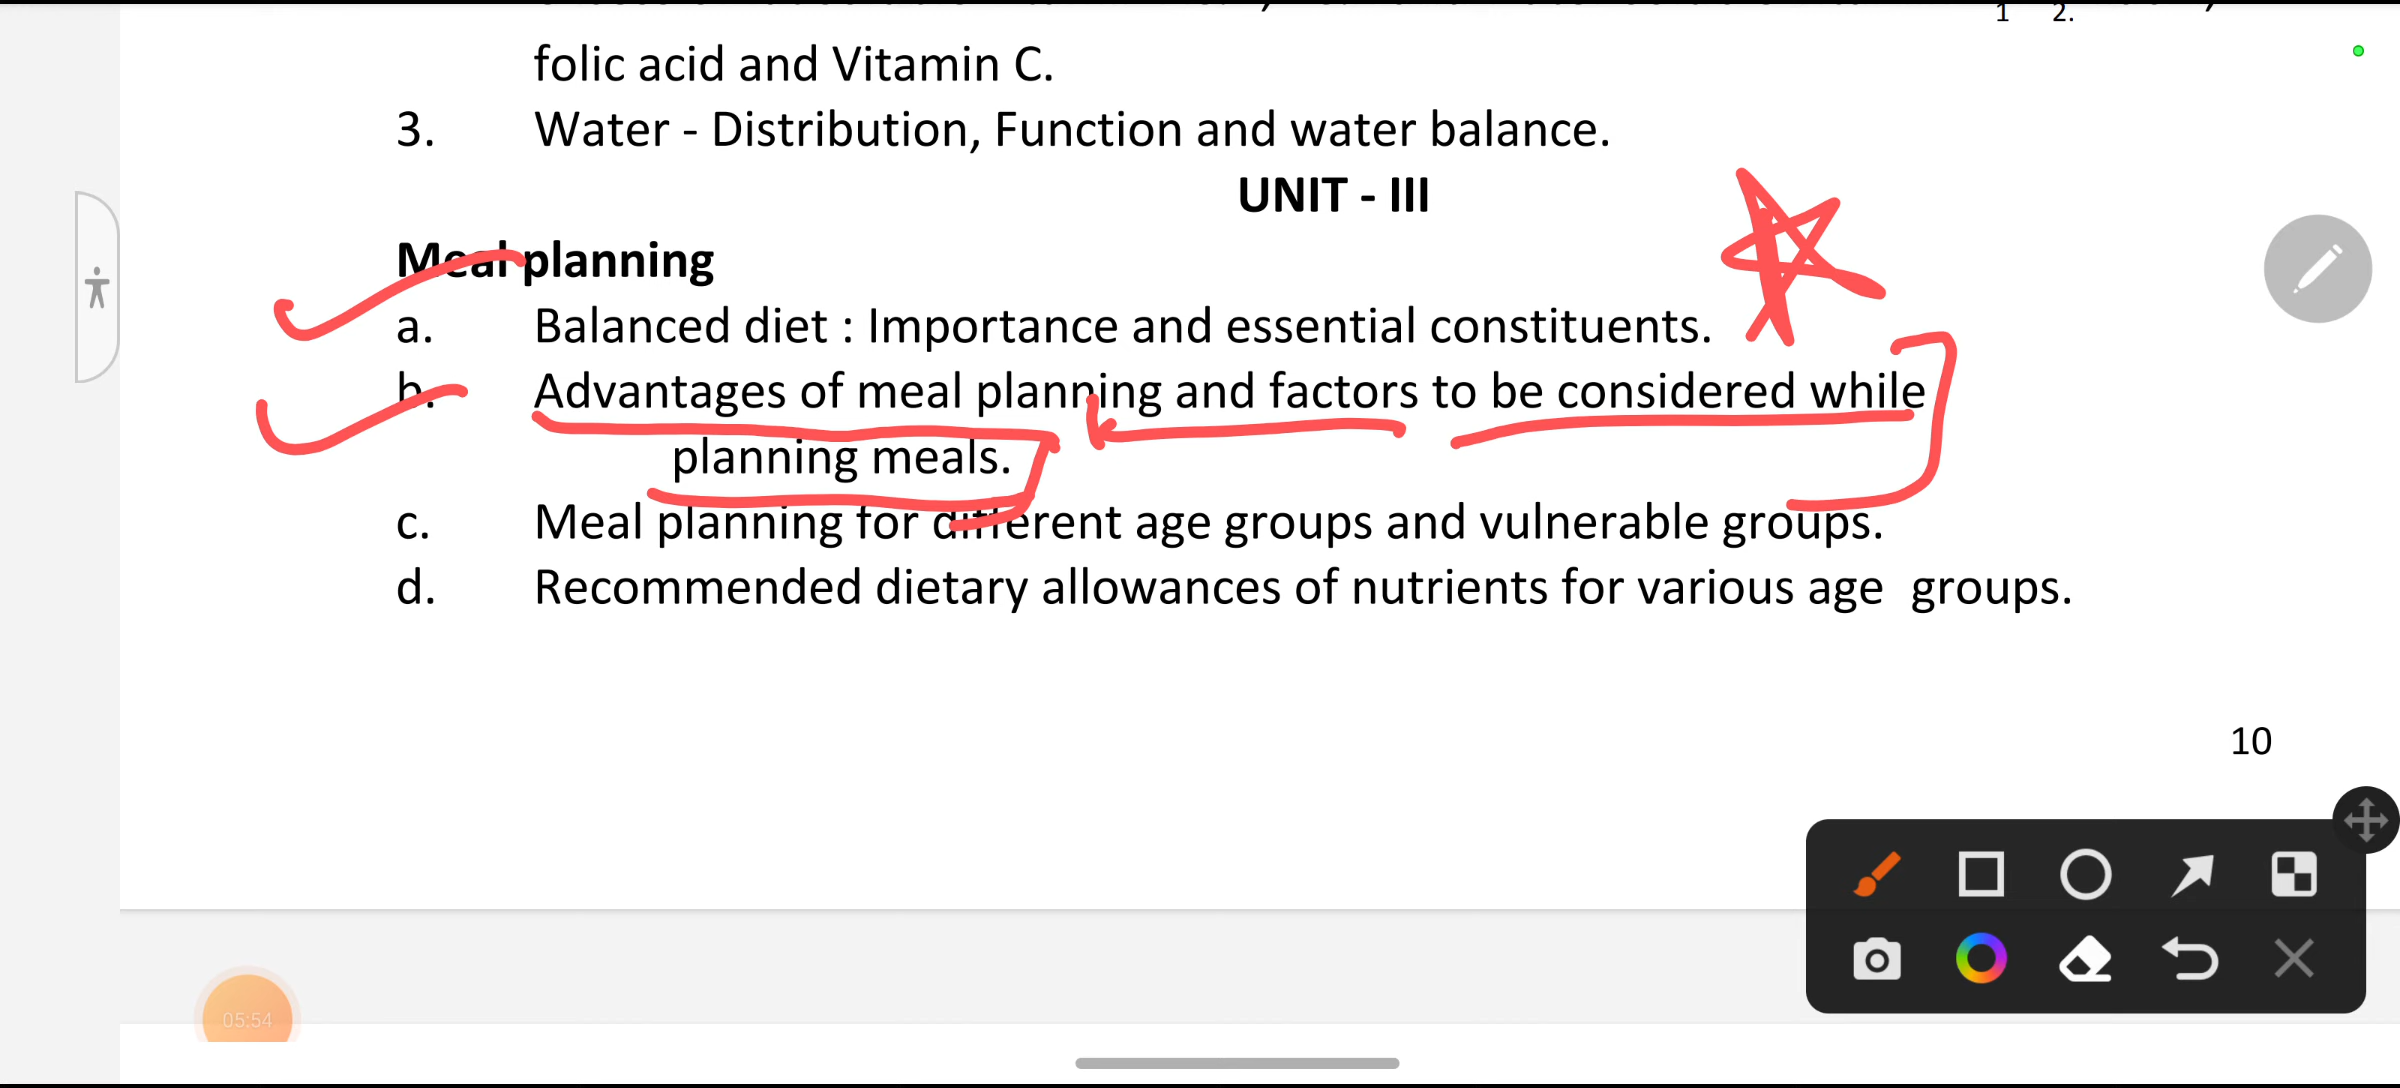 1 2.
folic acid and Vitamin C.
3. Water - Distribution, Function and water balance.
UNIT - III
Meal planning
a. Balanced diet : Importance and essential constituents.
b. Advantages of meal planning and factors to be considered while
planning meals.
c. Meal planning for different age groups and vulnerable groups.
d. Recommended dietary allowances of nutrients for various age groups.
10
05:54